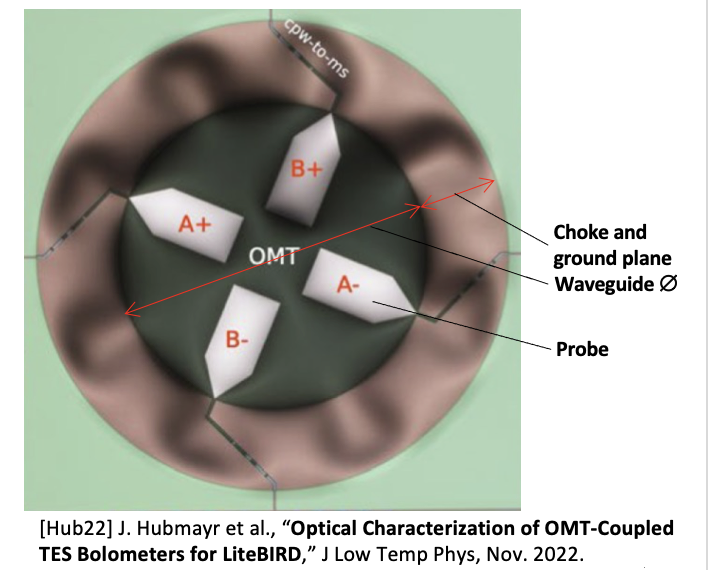 cpw-to-ms
B+
A+
OMT
A-
B-
Choke and
ground plane
Waveguide ∅
Probe
[Hub22] J. Hubmayr et al., “Optical Characterization of OMT-Coupled
TES Bolometers for LiteBIRD,” J Low Temp Phys, Nov. 2022.